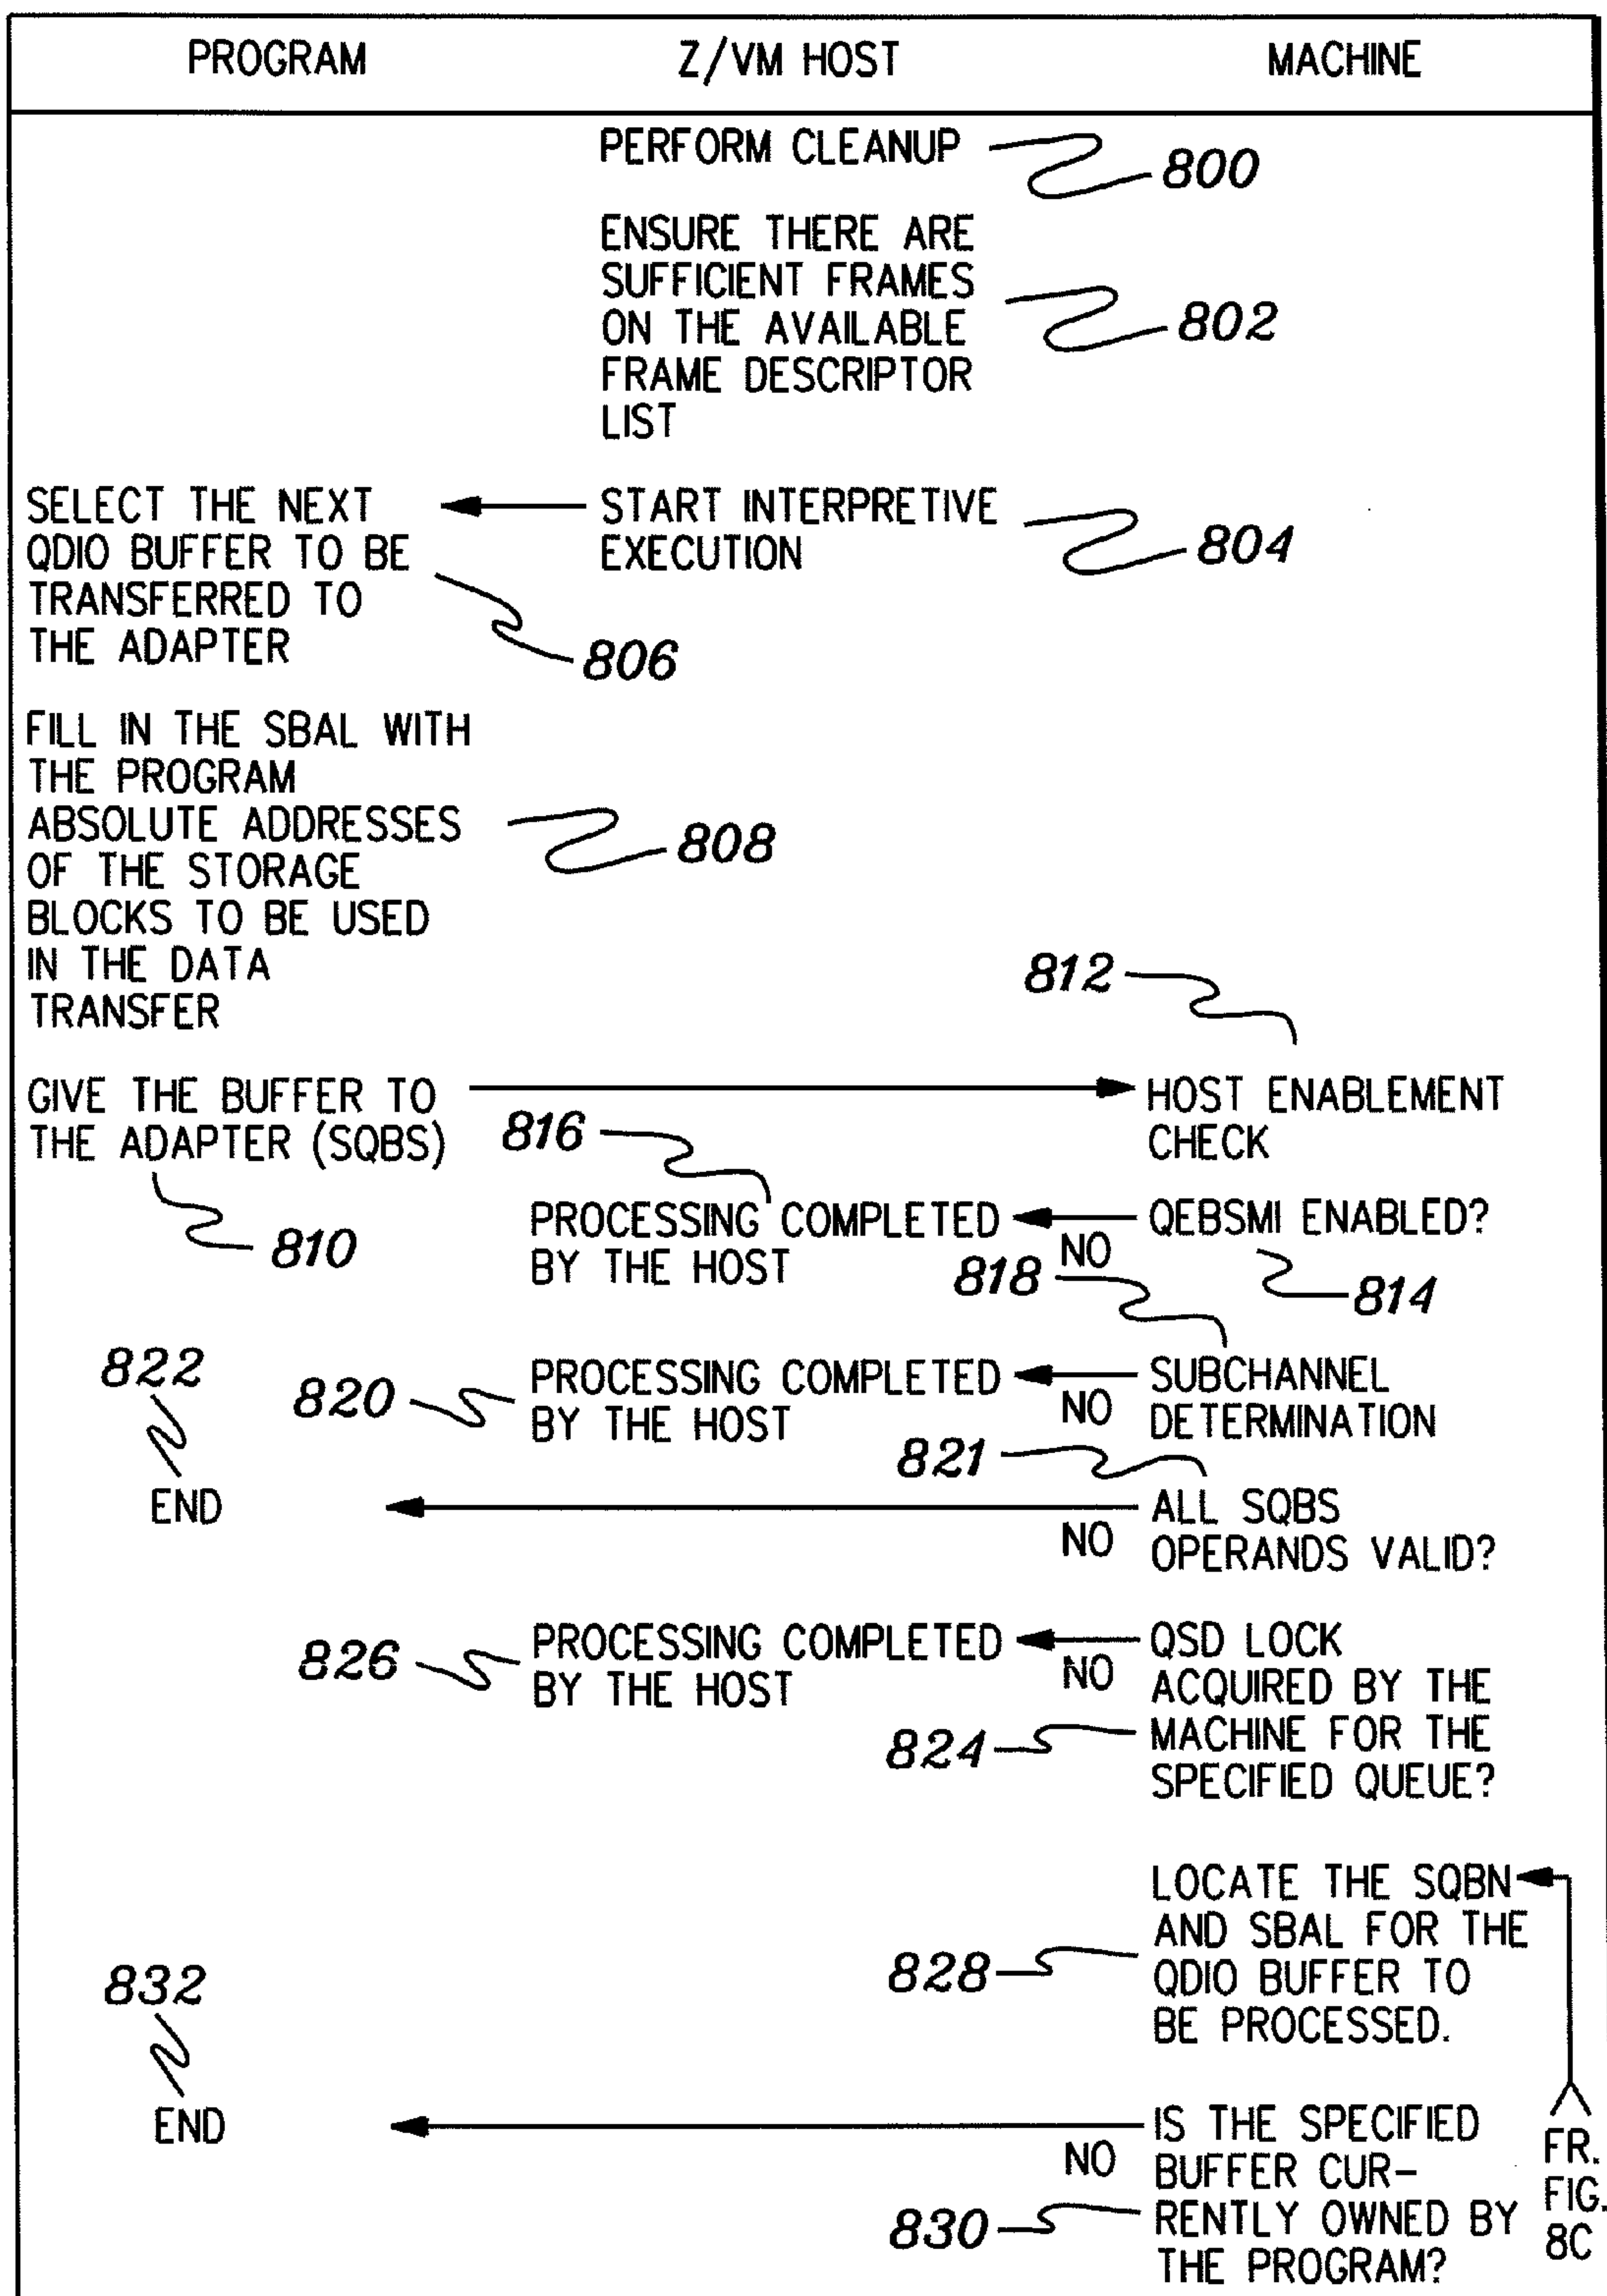 PROGRAM
Z/VM HOST
MACHINE
PERFORM CLEANUP
800
ENSURE THERE ARE
SUFFICIENT FRAMES
ON THE AVAILABLE
FRAME DESCRIPTOR
LIST
802
START INTERPRETIVE
EXECUTION
804
SELECT THE NEXT
QDIO BUFFER TO BE
TRANSFERRED TO
THE ADAPTER
806
FILL IN THE SBAL WITH
THE PROGRAM
ABSOLUTE ADDRESSES
OF THE STORAGE
BLOCKS TO BE USED
IN THE DATA
TRANSFER
808
GIVE THE BUFFER TO
THE ADAPTER (SQBS)
810
812
HOST ENABLEMENT
CHECK
816
PROCESSING COMPLETED
BY THE HOST
NO
QEBSMI ENABLED?
814
818
822
820
PROCESSING COMPLETED
BY THE HOST
NO
SUBCHANNEL
DETERMINATION
821
END
NO
ALL SQBS
OPERANDS VALID?
826
PROCESSING COMPLETED
BY THE HOST
NO
QSD LOCK
ACQUIRED BY THE
MACHINE FOR THE
SPECIFIED QUEUE?
824
LOCATE THE SQBN
AND SBAL FOR THE
QDIO BUFFER TO
BE PROCESSED.
828
832
END
NO
IS THE SPECIFIED
BUFFER CUR-
RENTLY OWNED BY
THE PROGRAM?
830
FR.
FIG.
8C